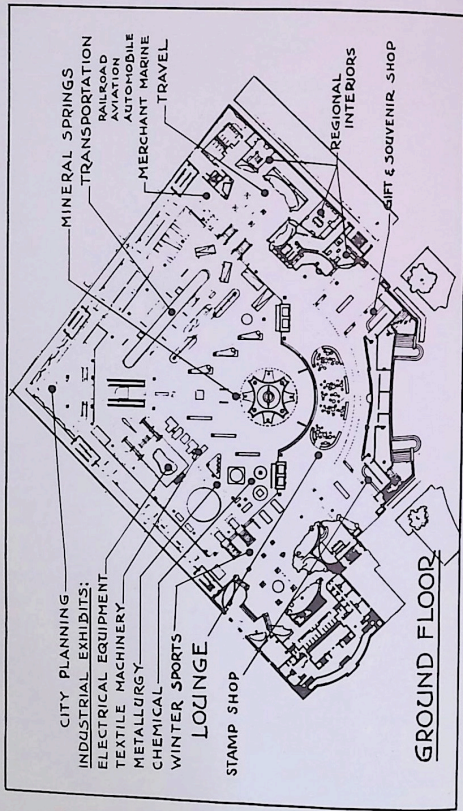 CITY PLANNING
INDUSTRIAL EXHIBITS:
ELECTRICAL EQUIPMENT
TEXTILE MACHINERY
METALLURGY
CHEMICAL
WINTER SPORTS
LOUNGE
STAMP SHOP
MINERAL SPRINGS
TRANSPORTATION
RAILROAD
AVIATION
AUTOMOBILE
MERCHANT MARINE
TRAVEL
REGIONAL
INTERIORS
GIFT & SOUVENIR SHOP
GROUND FLOOR